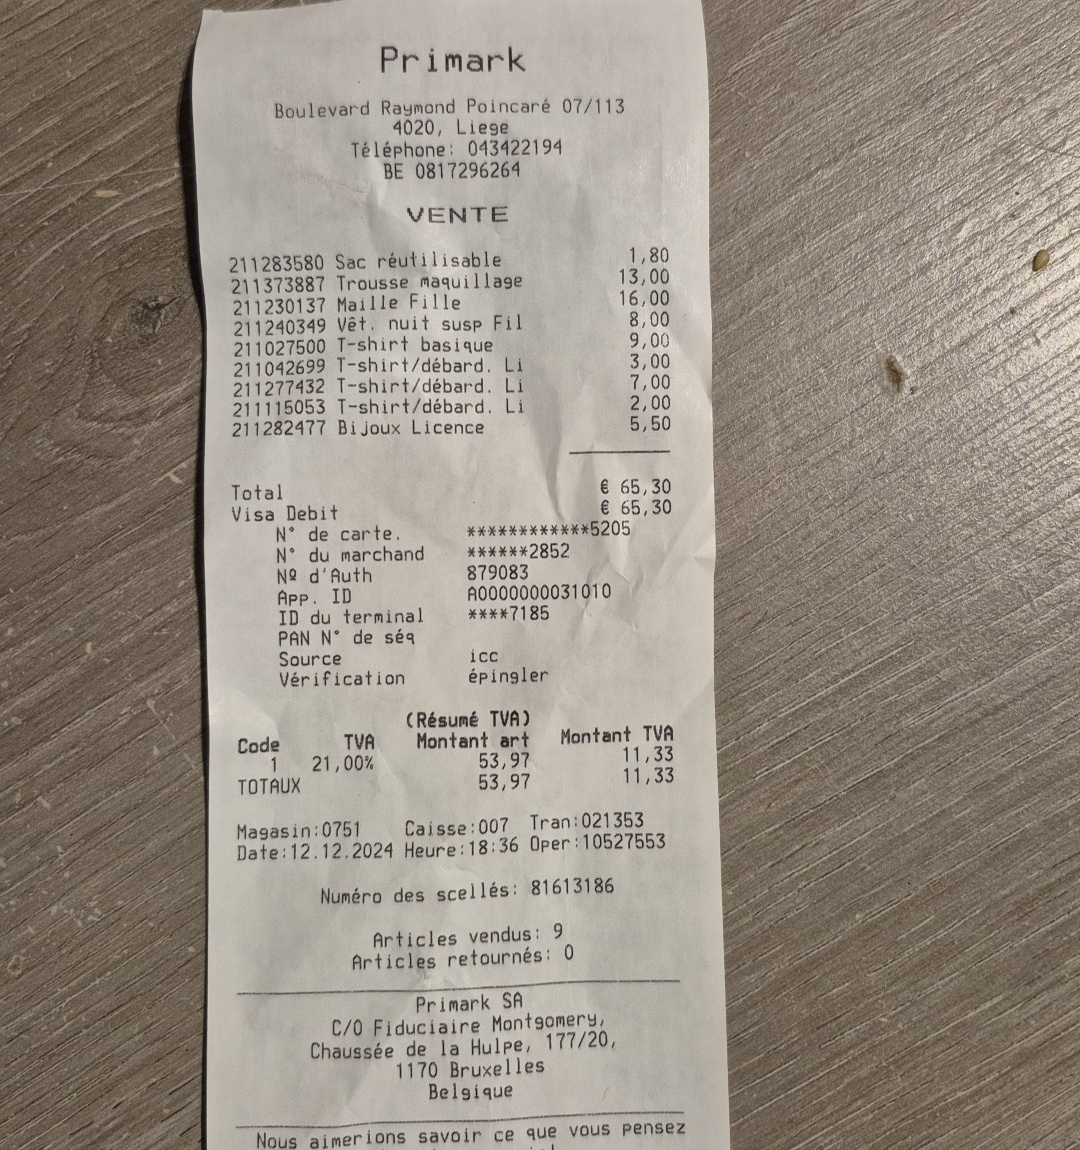 Primark
Boulevard Raymond Poincaré 07/113
4020, Liege
Téléphone: 043422194
BE 0817296264
VENTE
211283580 Sac réutilisable 1,80
211373887 Trousse maquillage 13,00
211230137 Maille Fille 16,00
211240349 Vêt. nuit susp Fil 8,00
211027500 T-shirt basique 9,00
211042699 T-shirt/débard. Li 3,00
211277432 T-shirt/débard. Li 7,00
211115053 T-shirt/débard. Li 2,00
211282477 Bijoux Licence 5,50
Total € 65,30
Visa Debit € 65,30
N° de carte. ************5205
N° du marchand ******2852
Nº d'Auth 879083
App. ID A0000000031010
ID du terminal ****7185
PAN N° de séq
Source icc
Vérification épingler
(Résumé TVA)
Code TVA Montant art Montant TVA
1 21,00% 53,97 11,33
TOTAUX 53,97 11,33
Magasin:0751 Caisse:007 Tran:021353
Date:12.12.2024 Heure:18:36 Oper:10527553
Numéro des scellés: 81613186
Articles vendus: 9
Articles retournés: 0
Primark SA
C/O Fiduciaire Montgomery,
Chaussée de la Hulpe, 177/20,
1170 Bruxelles
Belgique
Nous aimerions savoir ce que vous pensez